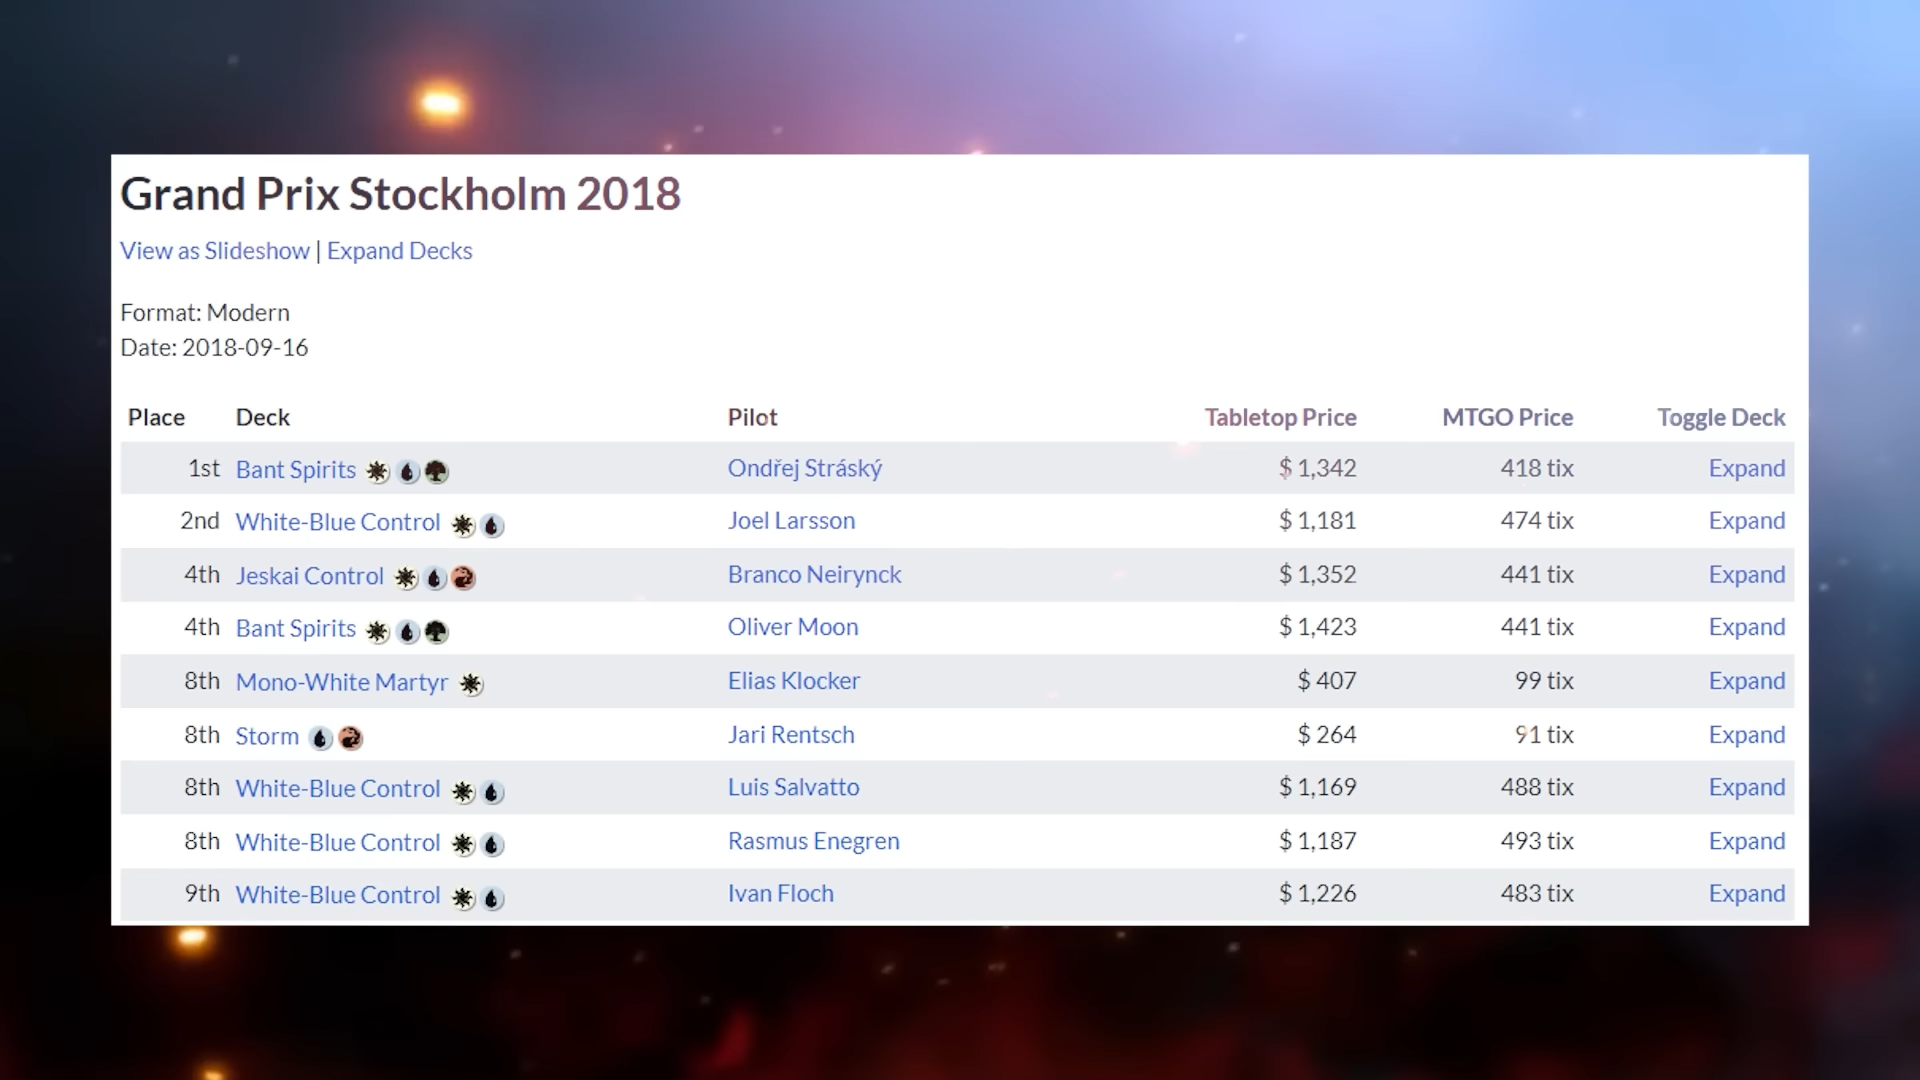 Grand Prix Stockholm 2018
View as Slideshow | Expand Decks
Format: Modern
Date: 2018-09-16
Place Deck Pilot Tabletop Price MTGO Price Toggle Deck
1st Bant Spirits Ondřej Stráský $ 1,342 418 tix Expand
2nd White-Blue Control Joel Larsson $ 1,181 474 tix Expand
4th Jeskai Control Branco Neirynck $ 1,352 441 tix Expand
4th Bant Spirits Oliver Moon $ 1,423 441 tix Expand
8th Mono-White Martyr Elias Klocker $ 407 99 tix Expand
8th Storm Jari Rentsch $ 264 91 tix Expand
8th White-Blue Control Luis Salvatto $ 1,169 488 tix Expand
8th White-Blue Control Rasmus Enegren $ 1,187 493 tix Expand
9th White-Blue Control Ivan Floch $ 1,226 483 tix Expand